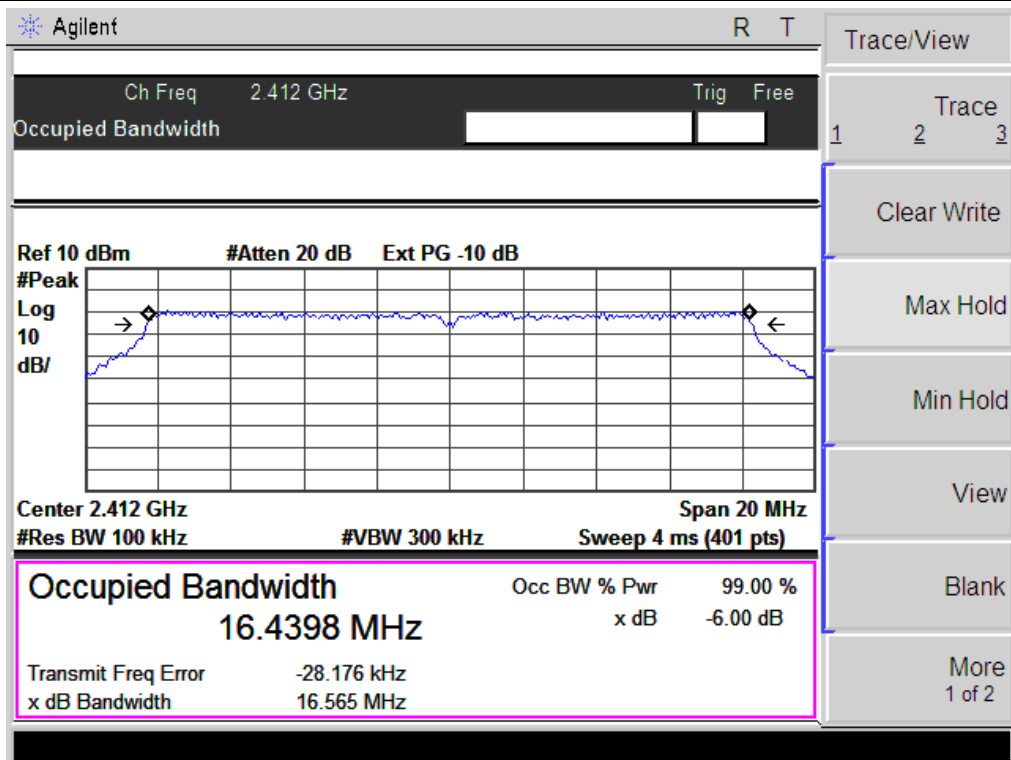 Agilent
R T
Ch Freq 2.412 GHz Trig Free
Occupied Bandwidth
Ref 10 dBm #Atten 20 dB Ext PG -10 dB
#Peak
Log
10
dB/
Center 2.412 GHz Span 20 MHz
#Res BW 100 kHz #VBW 300 kHz Sweep 4 ms (401 pts)
Occupied Bandwidth Occ BW % Pwr 99.00 %
16.4398 MHz x dB -6.00 dB
Transmit Freq Error -28.176 kHz
x dB Bandwidth 16.565 MHz
Trace/View
Trace
1 2 3
Clear Write
Max Hold
Min Hold
View
Blank
More
1 of 2